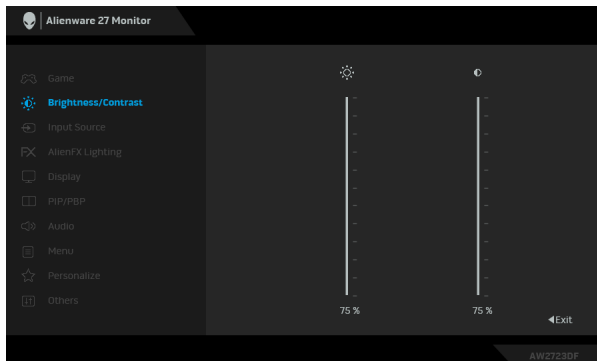 Alienware 27 Monitor
Game
Brightness/Contrast
Input Source
AlienFX Lighting
Display
PIP/PBP
Audio
Menu
Personalize
Others
75 % 75 %
Exit
AW2723DF